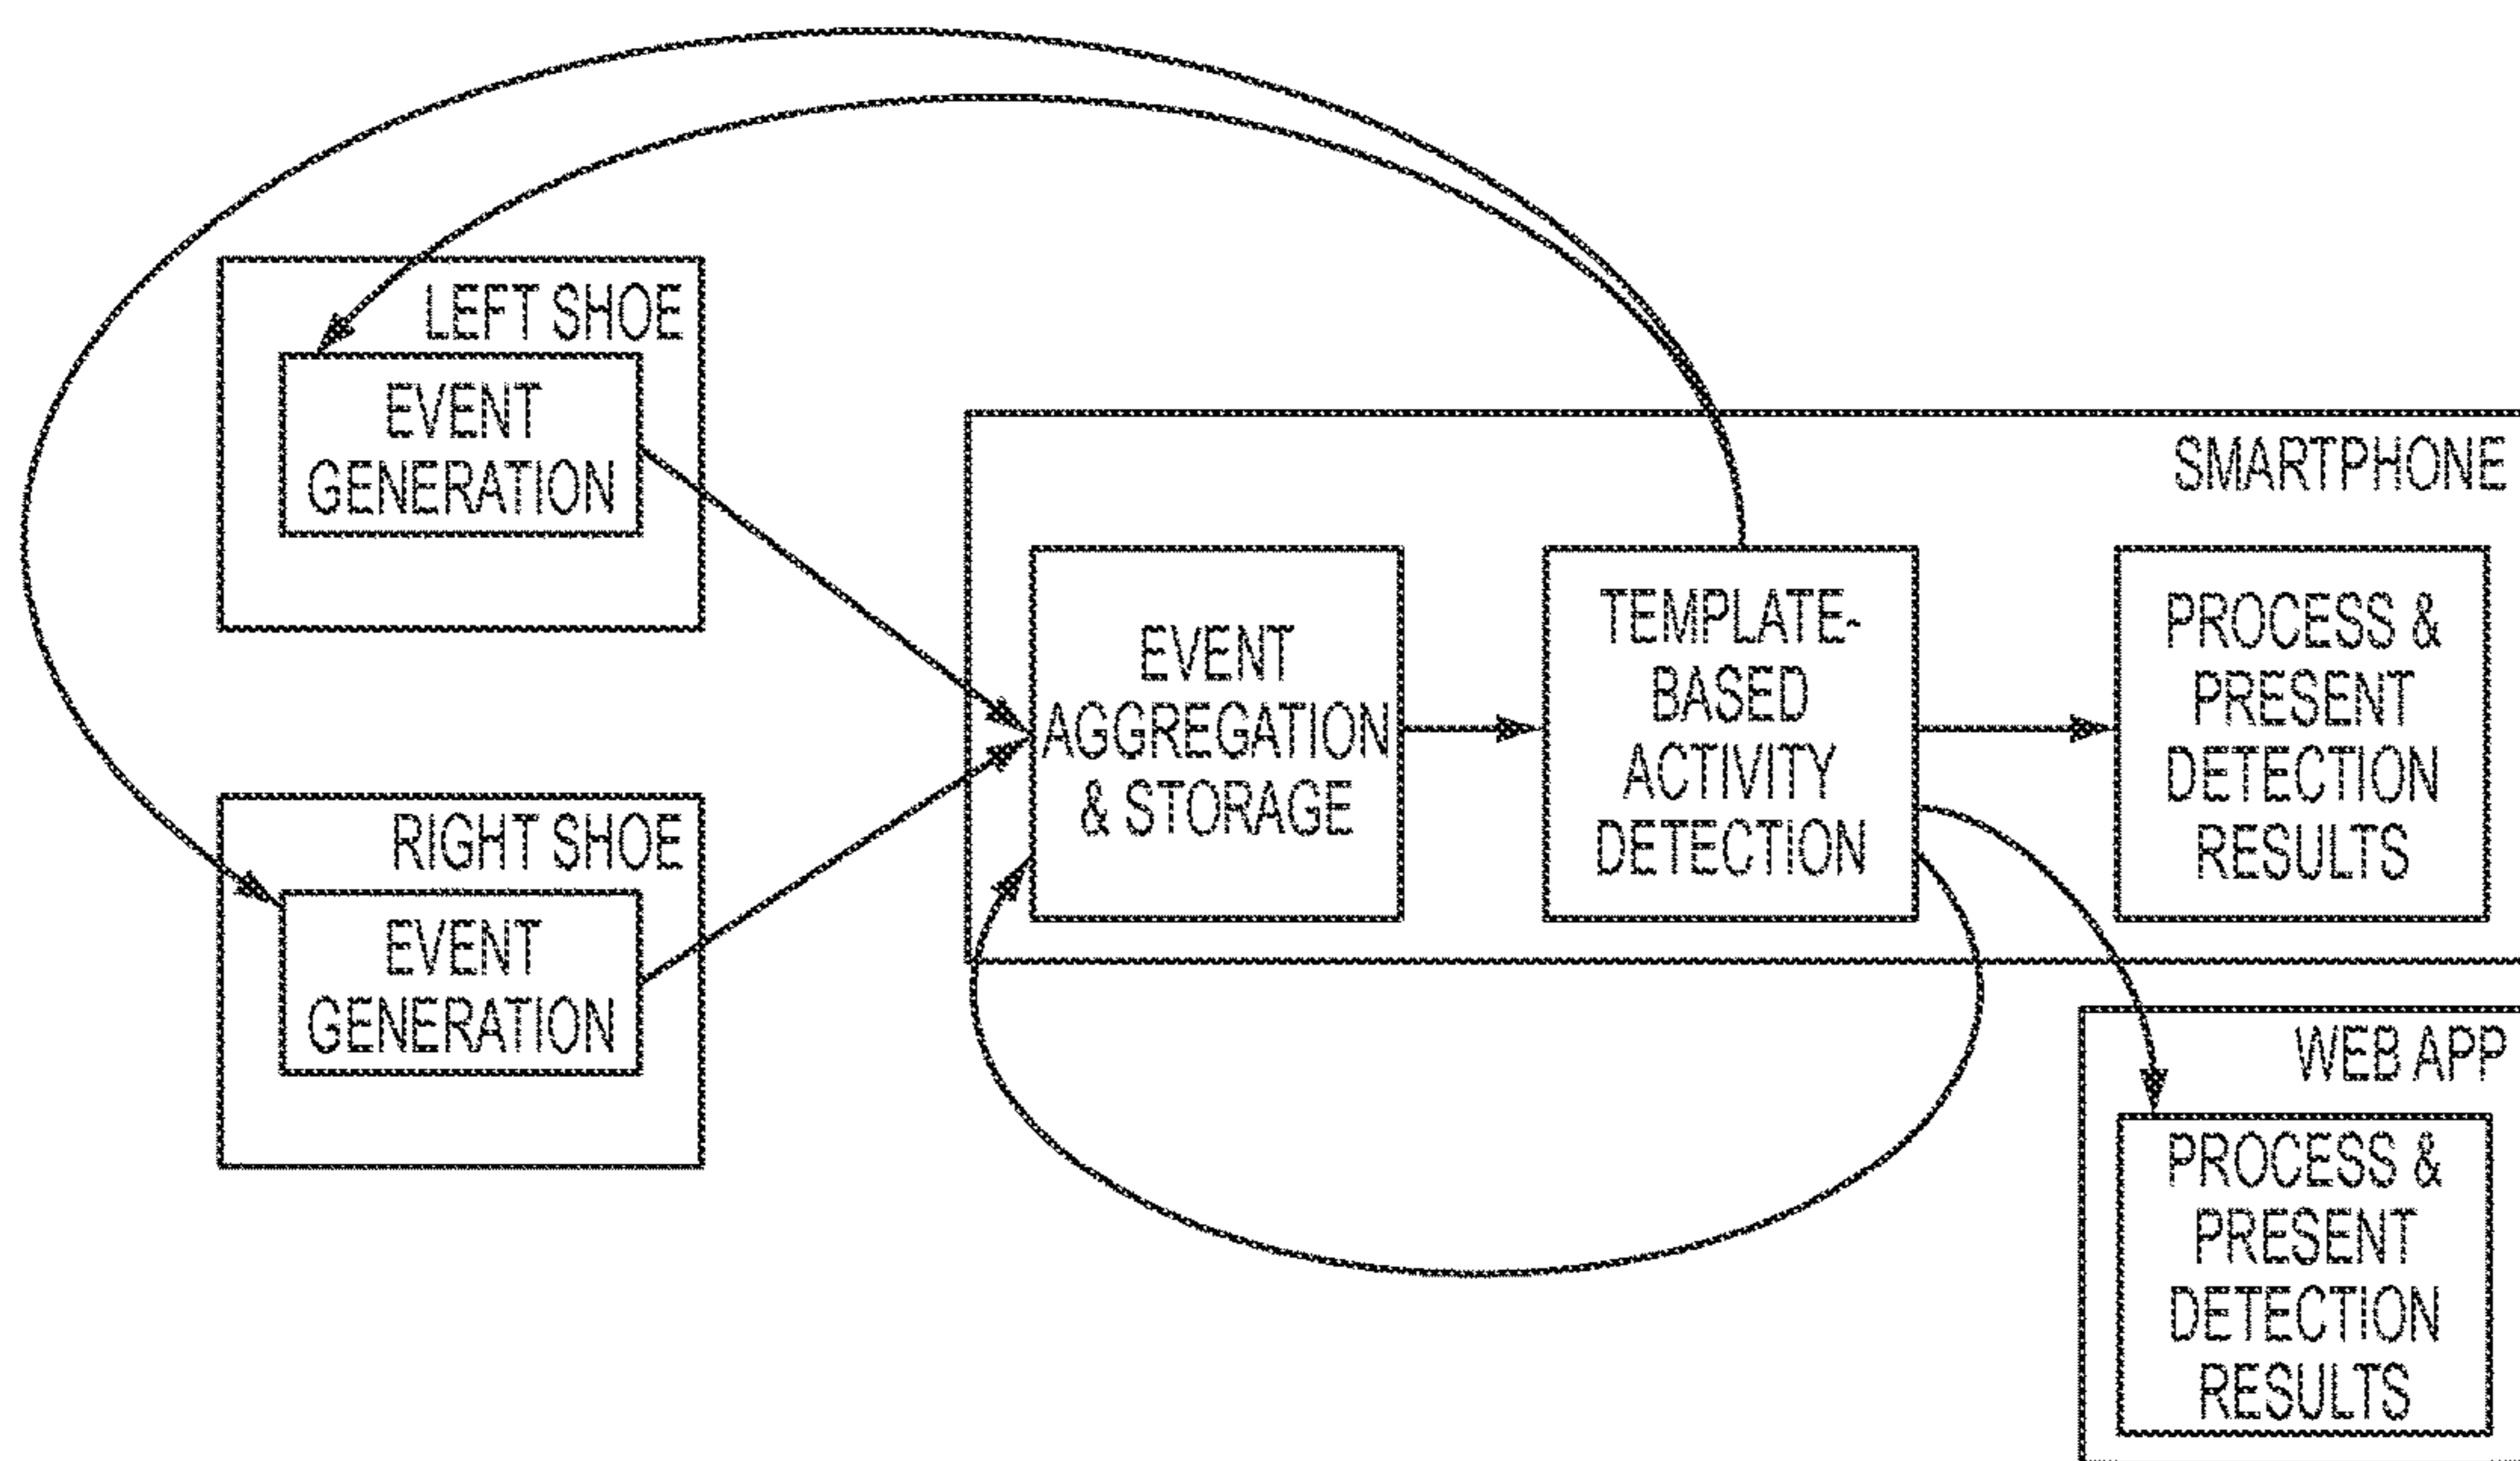 LEFT SHOE
EVENT
GENERATION
RIGHT SHOE
EVENT
GENERATION
SMARTPHONE
EVENT
AGGREGATION
& STORAGE
TEMPLATE-
BASED
ACTIVITY
DETECTION
PROCESS &
PRESENT
DETECTION
RESULTS
WEB APP
PROCESS &
PRESENT
DETECTION
RESULTS